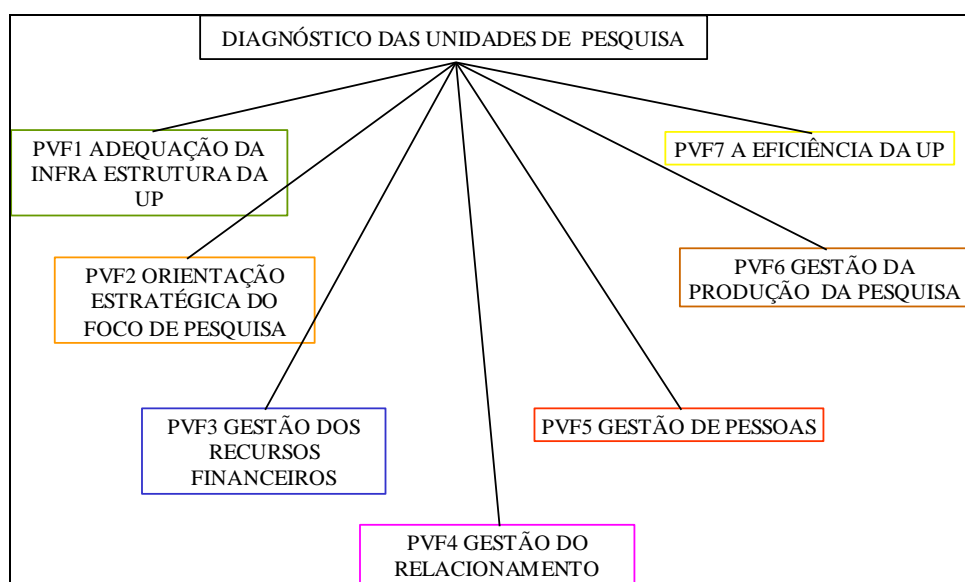 DIAGNÓSTICO DAS UNIDADES DE PESQUISA
PVF1 ADEQUAÇÃO DA
INFRA ESTRUTURA DA
UP
PVF2 ORIENTAÇÃO
ESTRATÉGICA DO
FOCO DE PESQUISA
PVF3 GESTÃO DOS
RECURSOS
FINANCEIROS
PVF4 GESTÃO DO
RELACIONAMENTO
PVF5 GESTÃO DE PESSOAS
PVF6 GESTÃO DA
PRODUÇÃO DA PESQUISA
PVF7 A EFICIÊNCIA DA UP